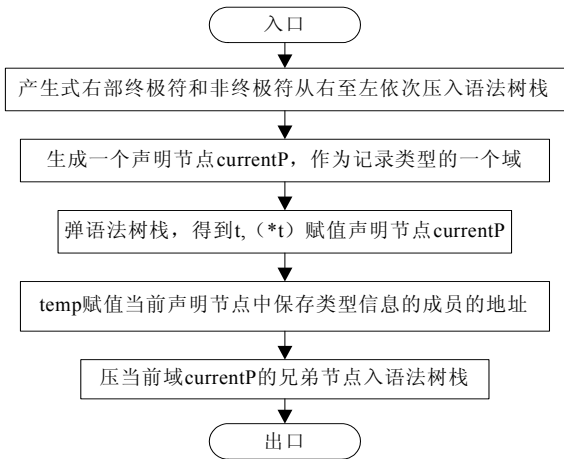 入口
产生式右部终极符和非终极符从右至左依次压入语法树栈
生成一个声明节点currentP，作为记录类型的一个域
弹语法树栈，得到t,（*t）赋值声明节点currentP
temp赋值当前声明节点中保存类型信息的成员的地址
压当前域currentP的兄弟节点入语法树栈
出口